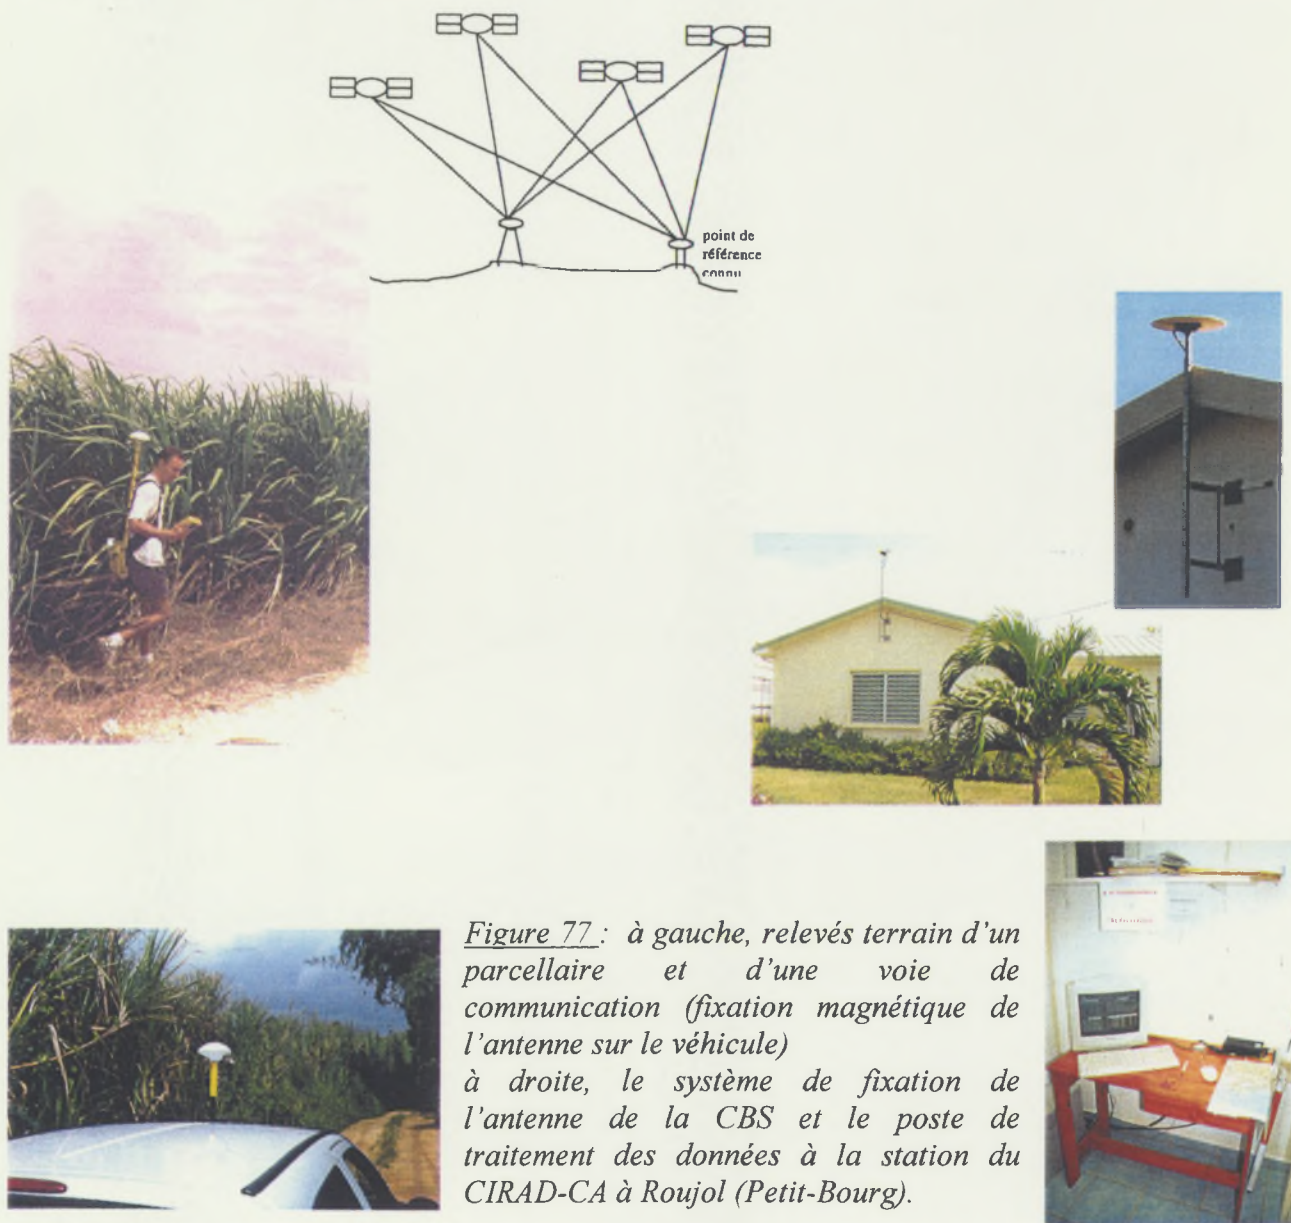 point de
référence
connu
Figure 77 : à gauche, relevés terrain d'un
parcellaire et d'une voie de
communication (fixation magnétique de
l'antenne sur le véhicule)
à droite, le système de fixation de
l'antenne de la CBS et le poste de
traitement des données à la station du
CIRAD-CA à Roujol (Petit-Bourg).